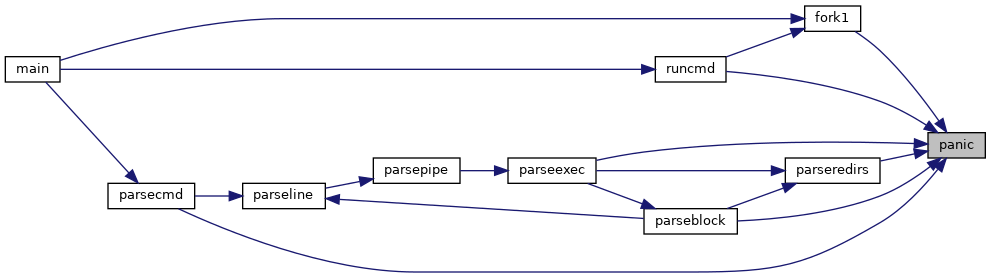 fork1
main
runcmd
panic
parsepipe
parseexec
parseredirs
parsecmd
parseline
parseblock